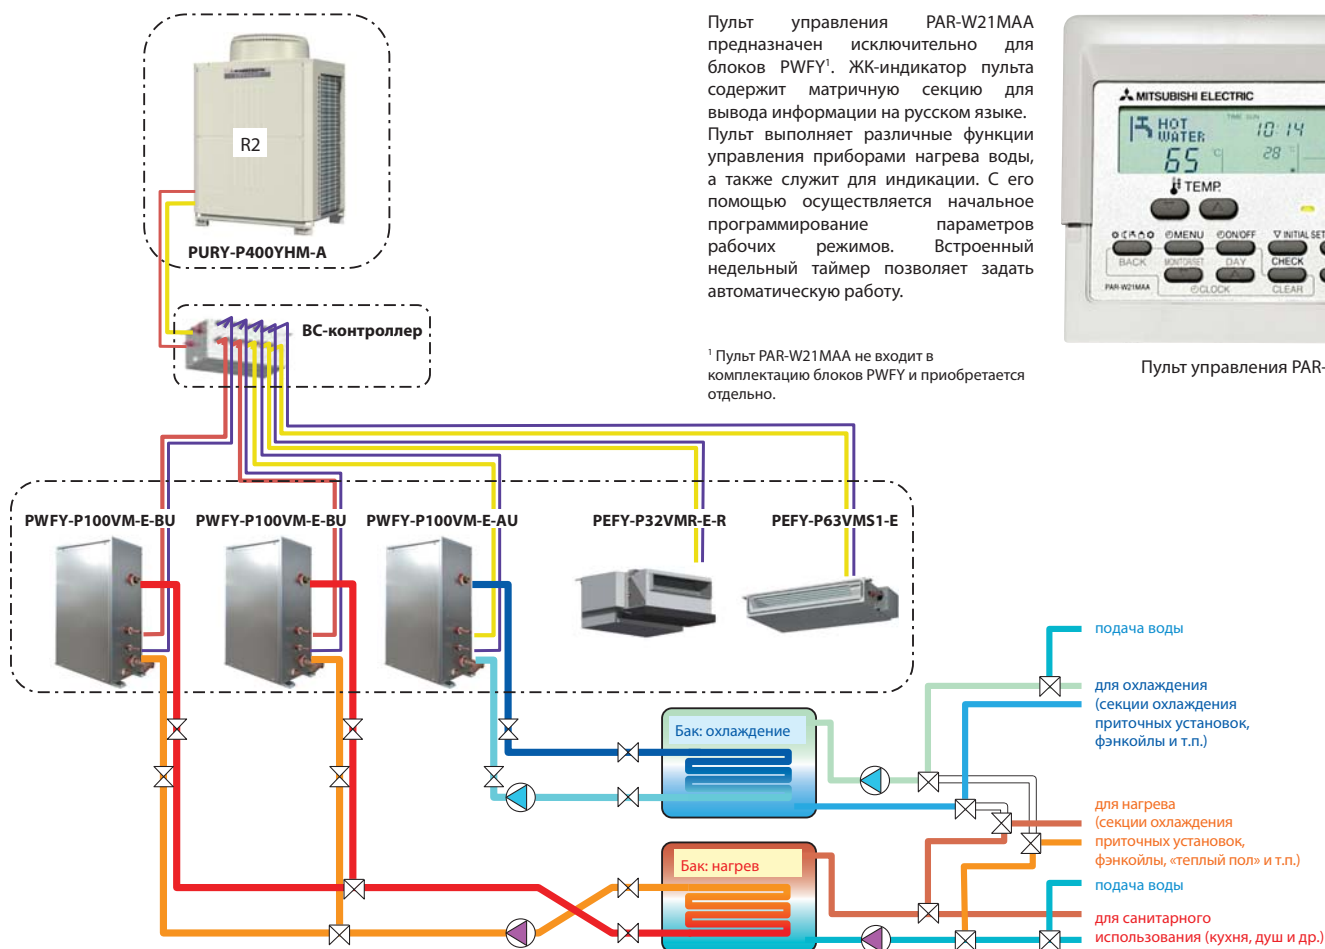 R2
PURY-P400YHM-A
ВС-контроллер
Пульт управления PAR-W21MAA
предназначен исключительно для
блоков PWFY¹. ЖК-индикатор пульта
содержит матричную секцию для
вывода информации на русском языке.
Пульт выполняет различные функции
управления приборами нагрева воды,
а также служит для индикации. С его
помощью осуществляется начальное
программирование параметров
рабочих режимов. Встроенный
недельный таймер позволяет задать
автоматическую работу.
¹ Пульт PAR-W21MAA не входит в
комплектацию блоков PWFY и приобретается
отдельно.
MITSUBISHI ELECTRIC
HOT
WATER
TIME SUN
10:14
65 °C
28 °C
TEMP.
MENU
ON/OFF
INITIAL SET
BACK
MONITOR/SET
DAY
CHECK
PAR-W21MAA
CLOCK
CLEAR
Пульт управления PAR-
PWFY-P100VM-E-BU
PWFY-P100VM-E-BU
PWFY-P100VM-E-AU
PEFY-P32VMR-E-R
PEFY-P63VMS1-E
Бак: охлаждение
Бак: нагрев
подача воды
для охлаждения
(секции охлаждения
приточных установок,
фэнкойлы и т.п.)
для нагрева
(секции охлаждения
приточных установок,
фэнкойлы, «теплый пол» и т.п.)
подача воды
для санитарного
использования (кухня, душ и др.)